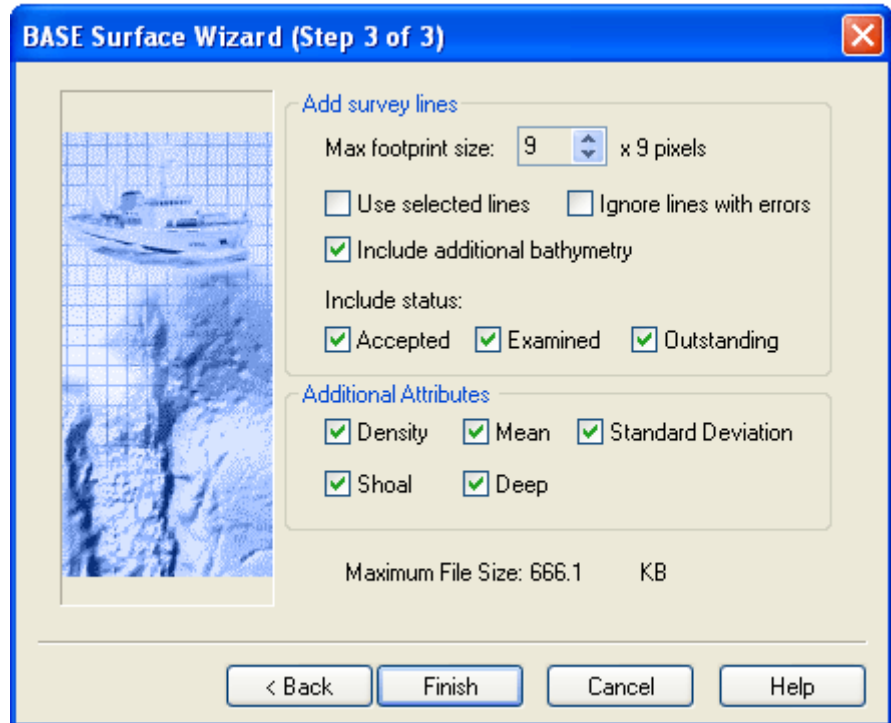 BASE Surface Wizard (Step 3 of 3)
Add survey lines
Max footprint size: 9 x 9 pixels
Use selected lines Ignore lines with errors
Include additional bathymetry
Include status:
Accepted Examined Outstanding
Additional Attributes
Density Mean Standard Deviation
Shoal Deep
Maximum File Size: 666.1 KB
< Back Finish Cancel Help